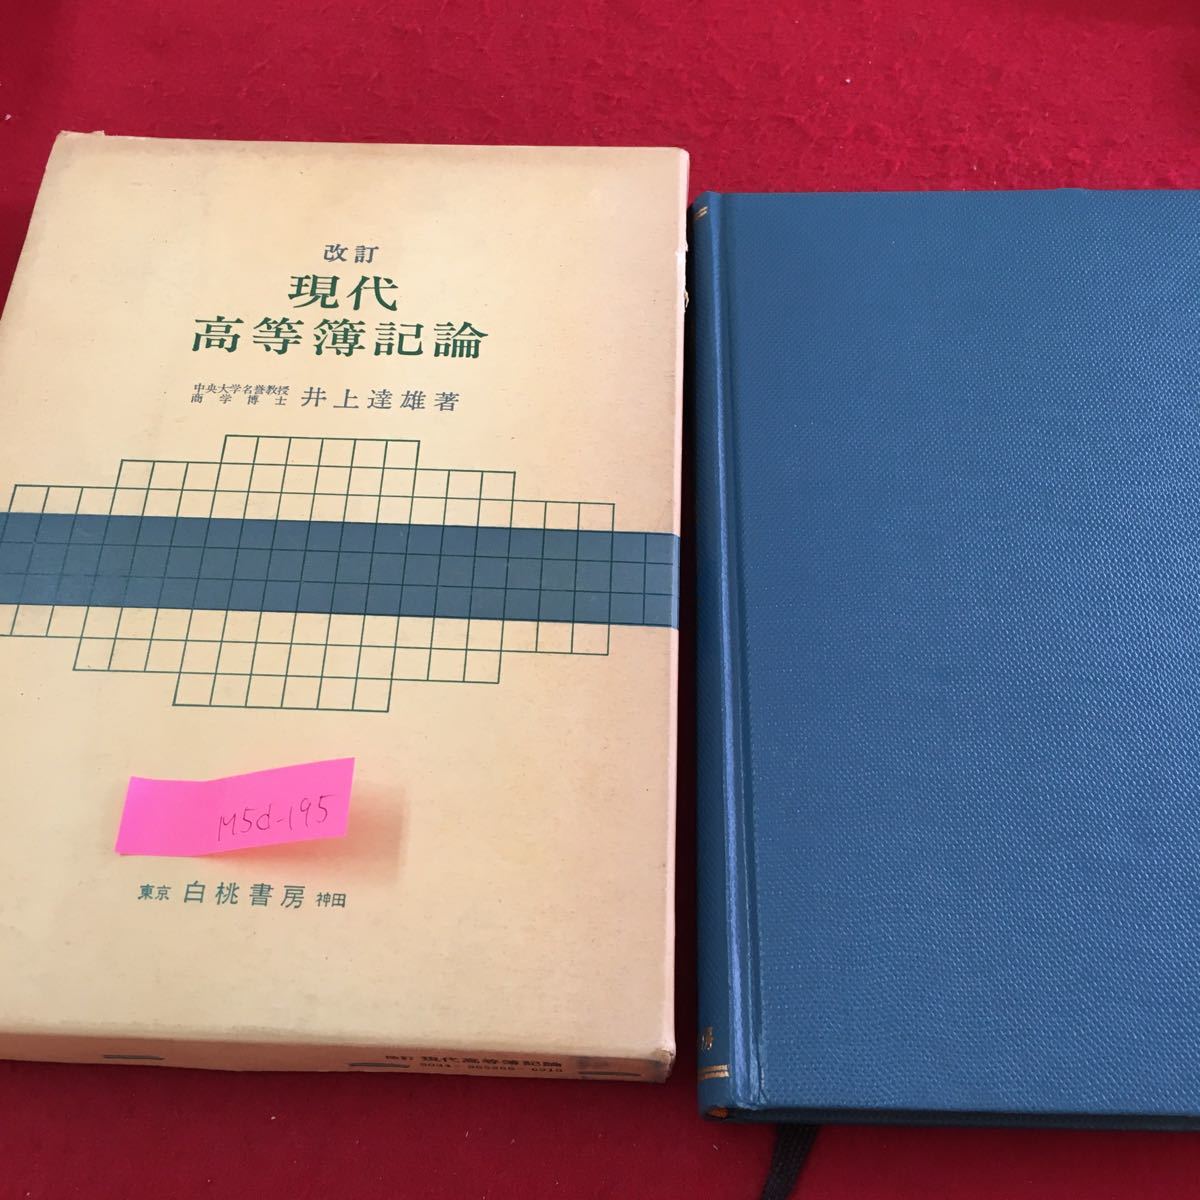 改訂
現代
高等簿記論
中央大学名誉教授
商学博士 井上達雄著
M5d-195
東京 白桃書房 神田
改訂 現代高等簿記論
房